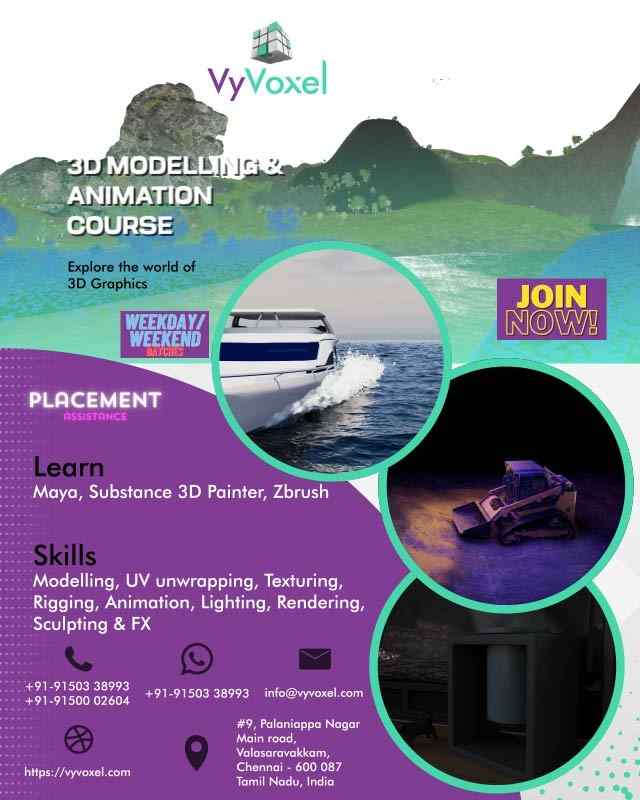 VyVoxel
3D MODELLING &
ANIMATION
COURSE
Explore the world of
3D Graphics
JOIN
NOW!
WEEKDAY/
WEEKEND
BATCHES
PLACEMENT
ASSISTANCE
Learn
Maya, Substance 3D Painter, Zbrush
Skills
Modelling, UV unwrapping, Texturing,
Rigging, Animation, Lighting, Rendering,
Sculpting & FX
+91-91503 38993
+91-91500 02604
+91-91503 38993
info@vyvoxel.com
https://vyvoxel.com
#9, Palaniappa Nagar
Main road,
Valasaravakkam,
Chennai - 600 087
Tamil Nadu, India